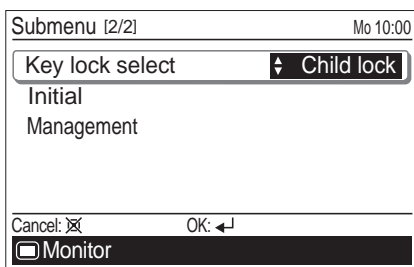 Submenu [2/2] Mo 10:00
Key lock select Child lock
Initial
Management
Cancel: OK:
Monitor